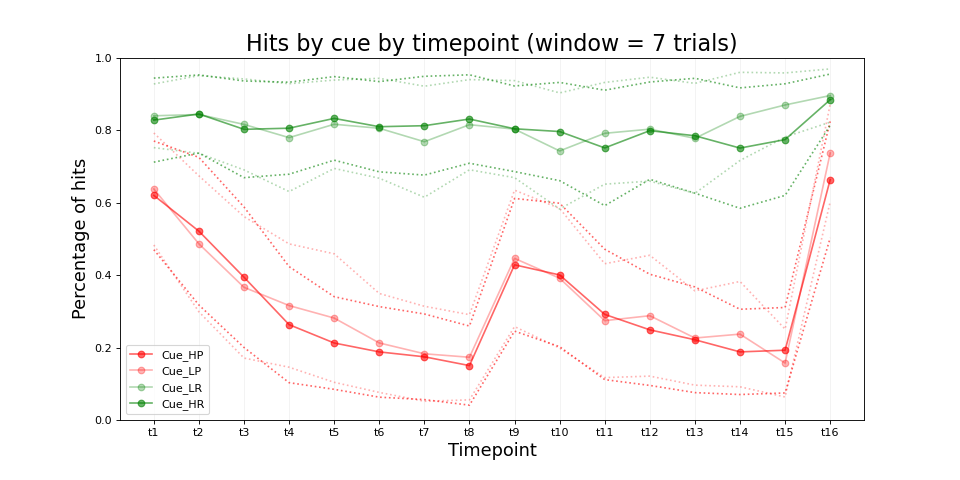 Hits by cue by timepoint (window = 7 trials)
Percentage of hits
1.0
0.8
0.6
0.4
0.2
0.0
Cue_HP
Cue_LP
Cue_LR
Cue_HR
t1 t2 t3 t4 t5 t6 t7 t8 t9 t10 t11 t12 t13 t14 t15 t16
Timepoint